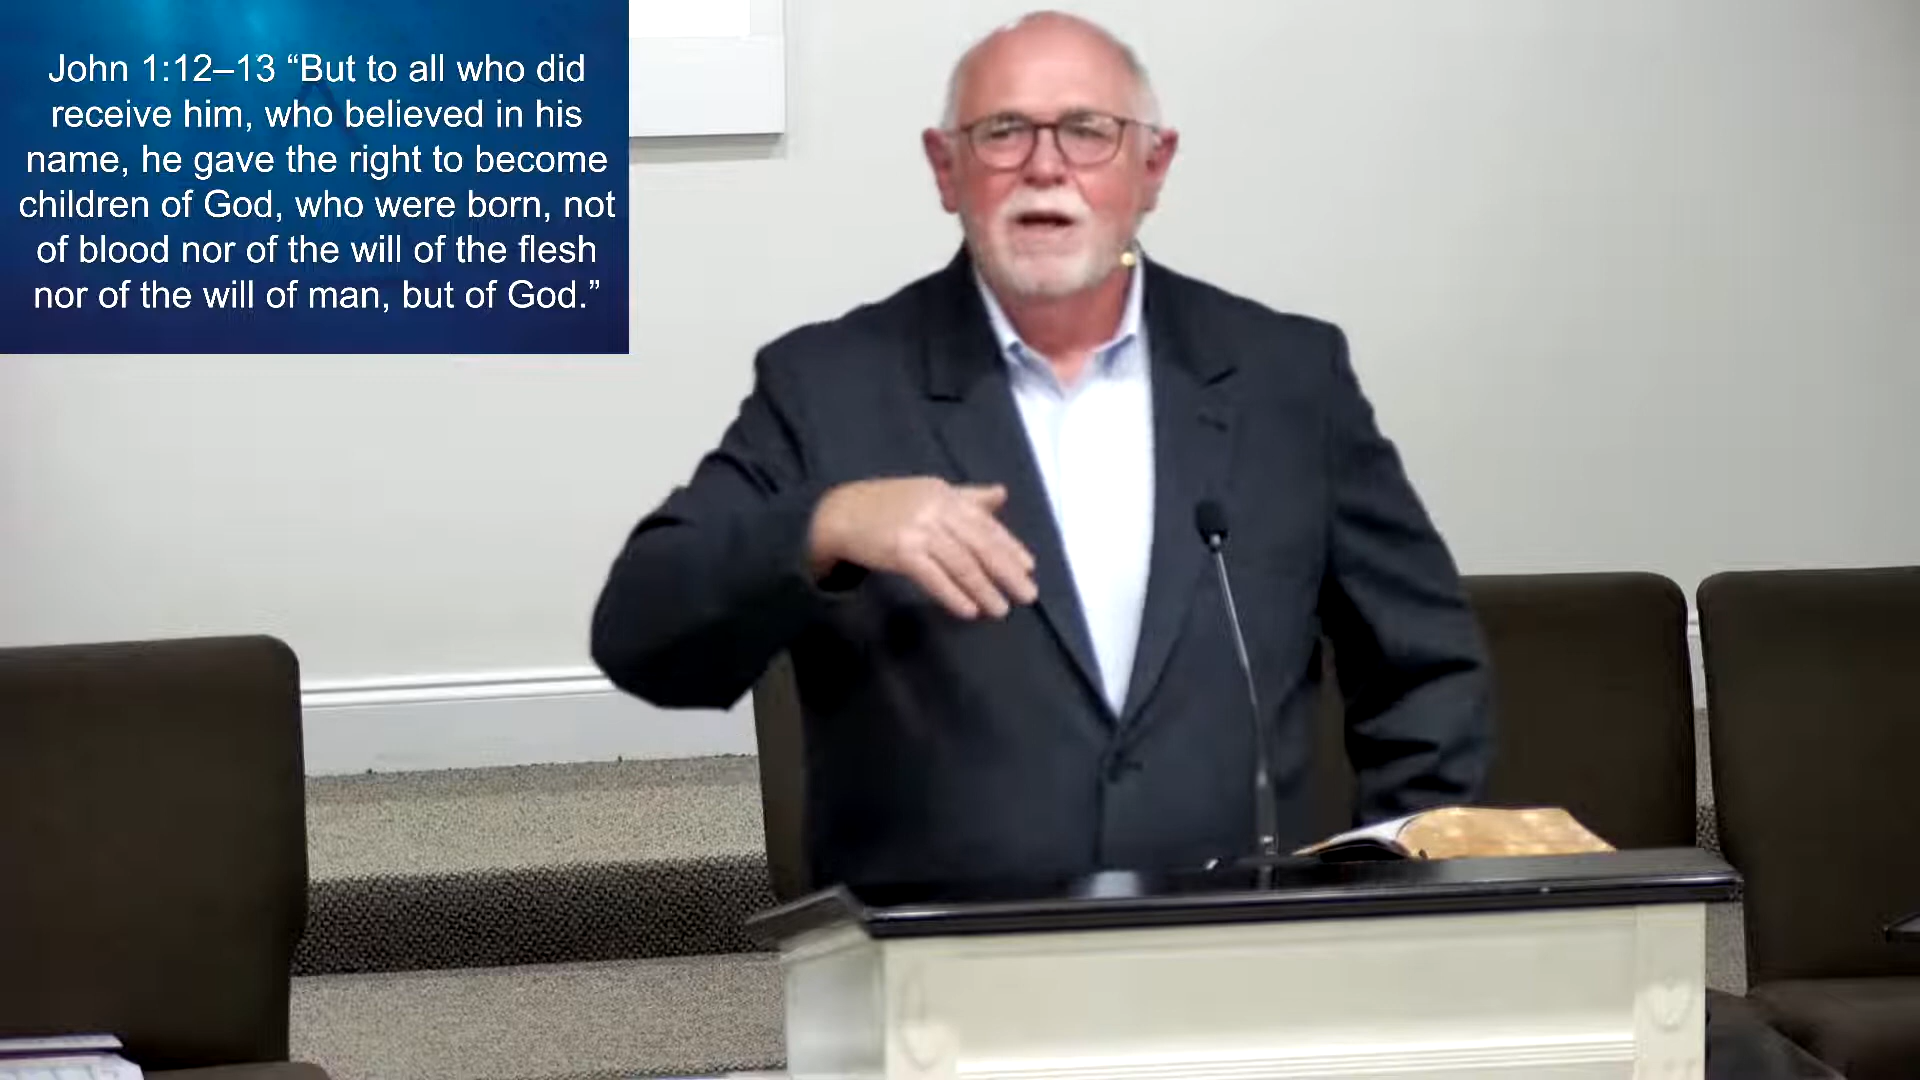 John 1:12–13 “But to all who did
receive him, who believed in his
name, he gave the right to become
children of God, who were born, not
of blood nor of the will of the flesh
nor of the will of man, but of God.”